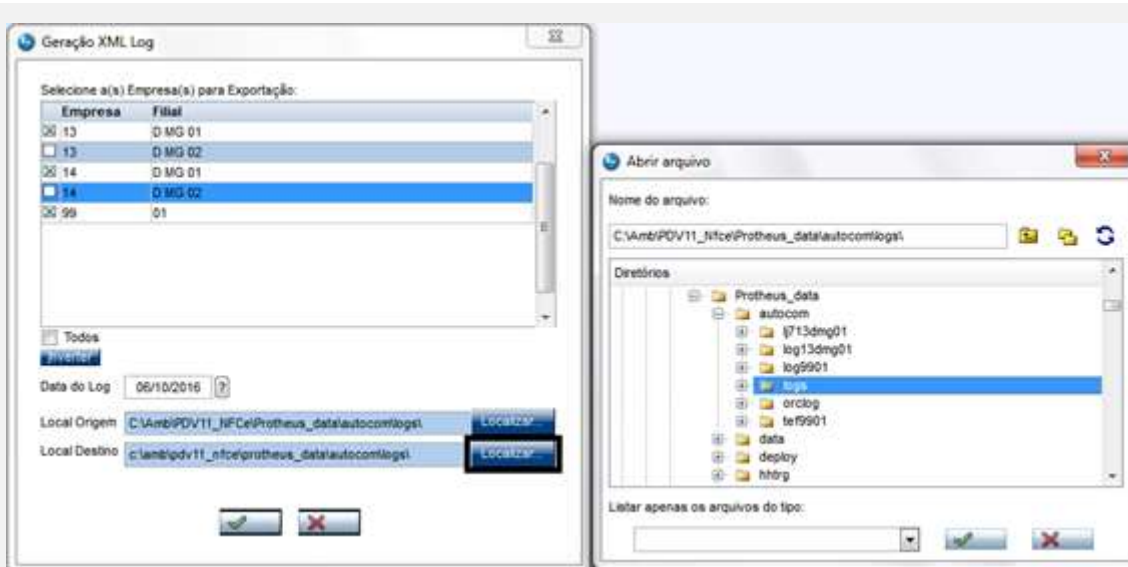 Geração XML Log
Selecione a(s) Empresa(s) para Exportação:
Empresa Filial
13 D MG 01
13 D MG 02
14 D MG 01
14 D MG 02
99 01
Todos
Inverter
Data do Log 06/10/2016 ?
Local Origem C:\Amb\PDV11_NFCe\Protheus_data\autocom\logs\ Localizar...
Local Destino c:\amb\pdv11_nfce\protheus_data\autocom\logs\ Localizar...
Abrir arquivo
Nome do arquivo:
C:\Amb\PDV11_Nfce\Protheus_data\autocom\logs\
Diretórios
Protheus_data
autocom
lj713dmg01
log13dmg01
log9901
logs
orclog
tef9901
data
deploy
hhtrg
Listar apenas os arquivos do tipo: